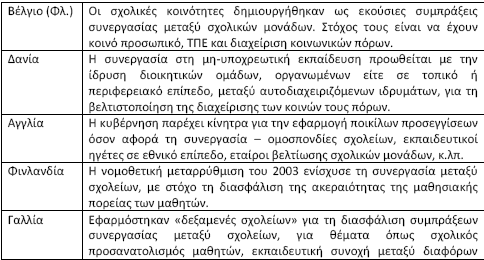 Βέλγιο (Φλ.) Οι σχολικές κοινότητες δημιουργήθηκαν ως εκούσιες συμπράξεις
συνεργασίας μεταξύ σχολικών μονάδων. Στόχος τους είναι να έχουν
κοινό προσωπικό, ΤΠΕ και διαχείριση κοινωνικών πόρων.
Δανία Η συνεργασία στη μη-υποχρεωτική εκπαίδευση προωθείται με την
ίδρυση διοικητικών ομάδων, οργανωμένων είτε σε τοπικό ή
περιφερειακό επίπεδο, μεταξύ αυτοδιαχειριζόμενων ιδρυμάτων, για
τη βελτιστοποίηση της διαχείρισης των κοινών τους πόρων.
Αγγλία Η κυβέρνηση παρέχει κίνητρα για την εφαρμογή ποικίλων προσεγγίσεων
όσον αφορά τη συνεργασία – ομοσπονδίες σχολείων, εκπαιδευτικοί
ηγέτες σε εθνικό επίπεδο, εταίροι βελτίωσης σχολικών μονάδων, κ.λπ.
Φινλανδία Η νομοθετική μεταρρύθμιση του 2003 ενίσχυσε τη συνεργασία μεταξύ
σχολείων, με στόχο τη διασφάλιση της ακεραιότητας της μαθησιακής
πορείας των μαθητών.
Γαλλία Εφαρμόστηκαν «δεξαμενές σχολείων» για τη διασφάλιση συμπράξεων
συνεργασίας μεταξύ σχολείων, για θέματα όπως σχολικός
προσανατολισμός μαθητών, εκπαιδευτική συνοχή μεταξύ διαφόρων